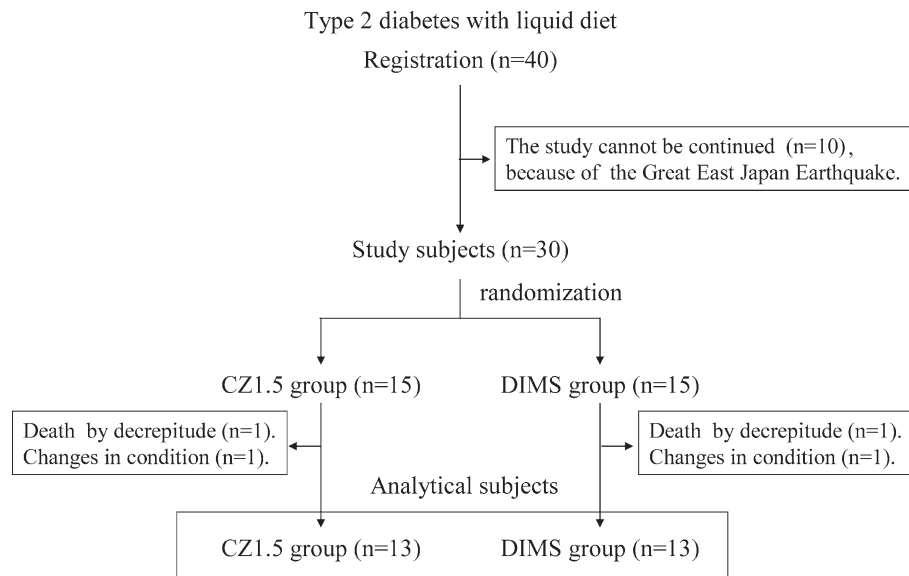 Type 2 diabetes with liquid diet
Registration (n=40)
The study cannot be continued (n=10),
because of the Great East Japan Earthquake.
Study subjects (n=30)
randomization
CZ1.5 group (n=15)
DIMS group (n=15)
Death by decrepitude (n=1).
Changes in condition (n=1).
Death by decrepitude (n=1).
Changes in condition (n=1).
Analytical subjects
CZ1.5 group (n=13)
DIMS group (n=13)